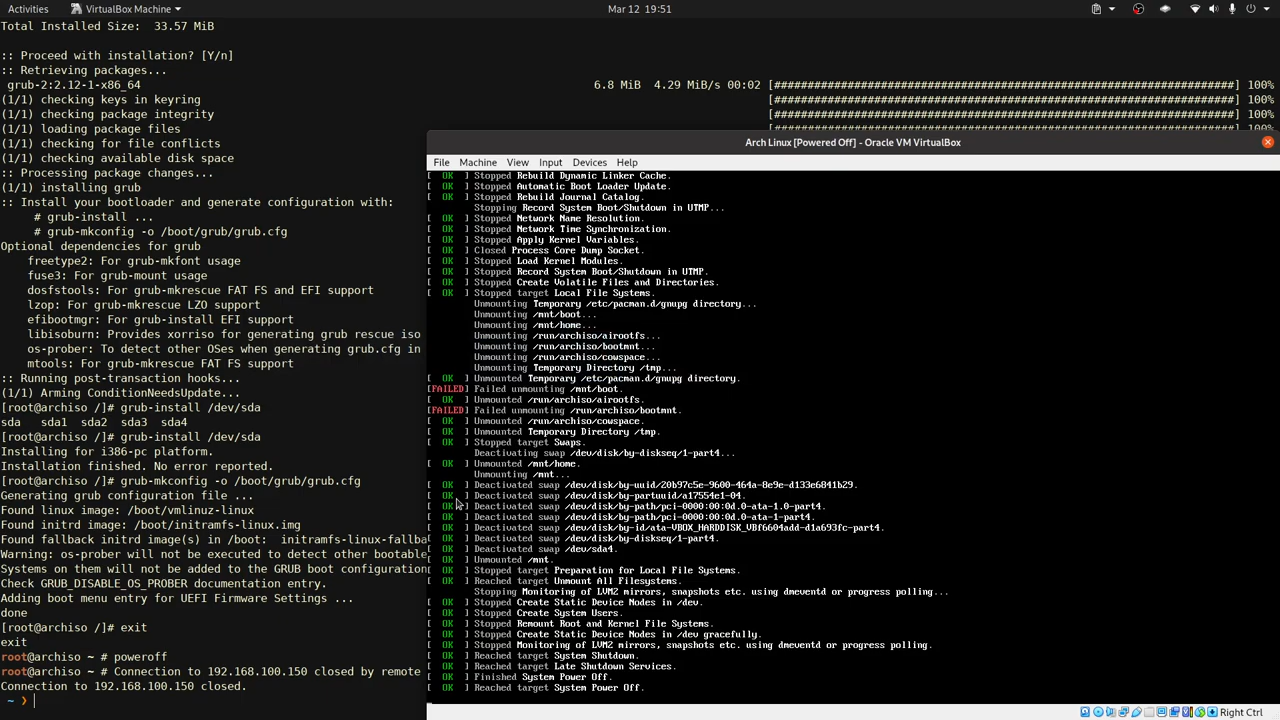 Activities
VirtualBox Machine
Mar 12 19:51
Total Installed Size:  33.57 MiB
:: Proceed with installation? [Y/n]
:: Retrieving packages...
grub-2:2.12-1-x86_64    6.8 MiB  4.29 MiB/s 00:02 [##############################################################] 100%
(1/1) checking keys in keyring    [##############################################################] 100%
(1/1) checking package integrity    [##############################################################] 100%
(1/1) loading package files    [##############################################################] 100%
(1/1) checking for file conflicts
(1/1) checking available disk space
:: Processing package changes...
(1/1) installing grub
:: Install your bootloader and generate configuration with:
# grub-install ...
# grub-mkconfig -o /boot/grub/grub.cfg
Optional dependencies for grub
freetype2: For grub-mkfont usage
fuse3: For grub-mount usage
dosfstools: For grub-mkrescue FAT FS and EFI support
lzop: For grub-mkrescue LZO support
efibootmgr: For grub-install EFI support
libisoburn: Provides xorriso for generating grub rescue iso
os-prober: To detect other OSes when generating grub.cfg in
mtools: For grub-mkrescue FAT FS support
:: Running post-transaction hooks...
(1/1) Arming ConditionNeedsUpdate...
[root@archiso /]# grub-install /dev/sda
sda   sda1  sda2  sda3  sda4
[root@archiso /]# grub-install /dev/sda
Installing for i386-pc platform.
Installation finished. No error reported.
[root@archiso /]# grub-mkconfig -o /boot/grub/grub.cfg
Generating grub configuration file ...
Found linux image: /boot/vmlinuz-linux
Found initrd image: /boot/initramfs-linux.img
Found fallback initrd image(s) in /boot:  initramfs-linux-fallba
Warning: os-prober will not be executed to detect other bootable
Systems on them will not be added to the GRUB boot configuration
Check GRUB_DISABLE_OS_PROBER documentation entry.
Adding boot menu entry for UEFI Firmware Settings ...
done
[root@archiso /]# exit
exit
root@archiso ~ # poweroff
root@archiso ~ # Connection to 192.168.100.150 closed by remote
Connection to 192.168.100.150 closed.
~ ❯
Arch Linux [Powered Off] - Oracle VM VirtualBox
File Machine View Input Devices Help
[  OK  ] Stopped Rebuild Dynamic Linker Cache.
[  OK  ] Stopped Automatic Boot Loader Update.
[  OK  ] Stopped Rebuild Journal Catalog.
Stopping Record System Boot/Shutdown in UTMP...
[  OK  ] Stopped Network Name Resolution.
[  OK  ] Stopped Network Time Synchronization.
[  OK  ] Stopped Apply Kernel Variables.
[  OK  ] Closed Process Core Dump Socket.
[  OK  ] Stopped Load Kernel Modules.
[  OK  ] Stopped Record System Boot/Shutdown in UTMP.
[  OK  ] Stopped Create Volatile Files and Directories.
[  OK  ] Stopped target Local File Systems.
Unmounting Temporary /etc/pacman.d/gnupg directory...
Unmounting /mnt/boot...
Unmounting /mnt/home...
Unmounting /run/archiso/airootfs...
Unmounting /run/archiso/bootmnt...
Unmounting /run/archiso/cowspace...
Unmounting Temporary Directory /tmp...
[  OK  ] Unmounted Temporary /etc/pacman.d/gnupg directory.
[FAILED] Failed unmounting /mnt/boot.
[  OK  ] Unmounted /run/archiso/airootfs.
[FAILED] Failed unmounting /run/archiso/bootmnt.
[  OK  ] Unmounted /run/archiso/cowspace.
[  OK  ] Unmounted Temporary Directory /tmp.
[  OK  ] Stopped target Swaps.
Deactivating swap /dev/disk/by-diskseq/1-part4...
[  OK  ] Unmounted /mnt/home.
Unmounting /mnt...
[  OK  ] Deactivated swap /dev/disk/by-uuid/20b97c5e-9600-464a-8e9e-d133e6841b29.
[  OK  ] Deactivated swap /dev/disk/by-partuuid/a17554e1-04.
[  OK  ] Deactivated swap /dev/disk/by-path/pci-0000:00:0d.0-ata-1.0-part4.
[  OK  ] Deactivated swap /dev/disk/by-path/pci-0000:00:0d.0-ata-1-part4.
[  OK  ] Deactivated swap /dev/disk/by-id/ata-VBOX_HARDDISK_VBf6604add-d1a693fc-part4.
[  OK  ] Deactivated swap /dev/disk/by-diskseq/1-part4.
[  OK  ] Deactivated swap /dev/sda4.
[  OK  ] Unmounted /mnt.
[  OK  ] Stopped target Preparation for Local File Systems.
[  OK  ] Reached target Unmount All Filesystems.
Stopping Monitoring of LVM2 mirrors, snapshots etc. using dmeventd or progress polling...
[  OK  ] Stopped Create Static Device Nodes in /dev.
[  OK  ] Stopped Create System Users.
[  OK  ] Stopped Remount Root and Kernel File Systems.
[  OK  ] Stopped Create Static Device Nodes in /dev gracefully.
[  OK  ] Stopped Monitoring of LVM2 mirrors, snapshots etc. using dmeventd or progress polling.
[  OK  ] Reached target System Shutdown.
[  OK  ] Reached target Late Shutdown Services.
[  OK  ] Finished System Power Off.
[  OK  ] Reached target System Power Off.
Right Ctrl